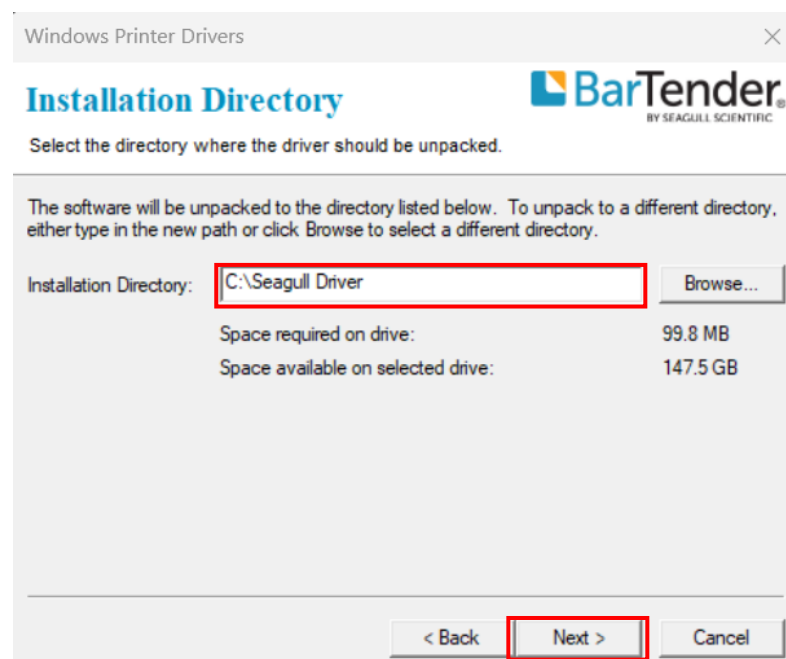 Windows Printer Drivers
Installation Directory
BarTender®
BY SEAGULL SCIENTIFIC
Select the directory where the driver should be unpacked.
The software will be unpacked to the directory listed below. To unpack to a different directory,
either type in the new path or click Browse to select a different directory.
Installation Directory: C:\Seagull Driver Browse...
Space required on drive: 99.8 MB
Space available on selected drive: 147.5 GB
< Back Next > Cancel